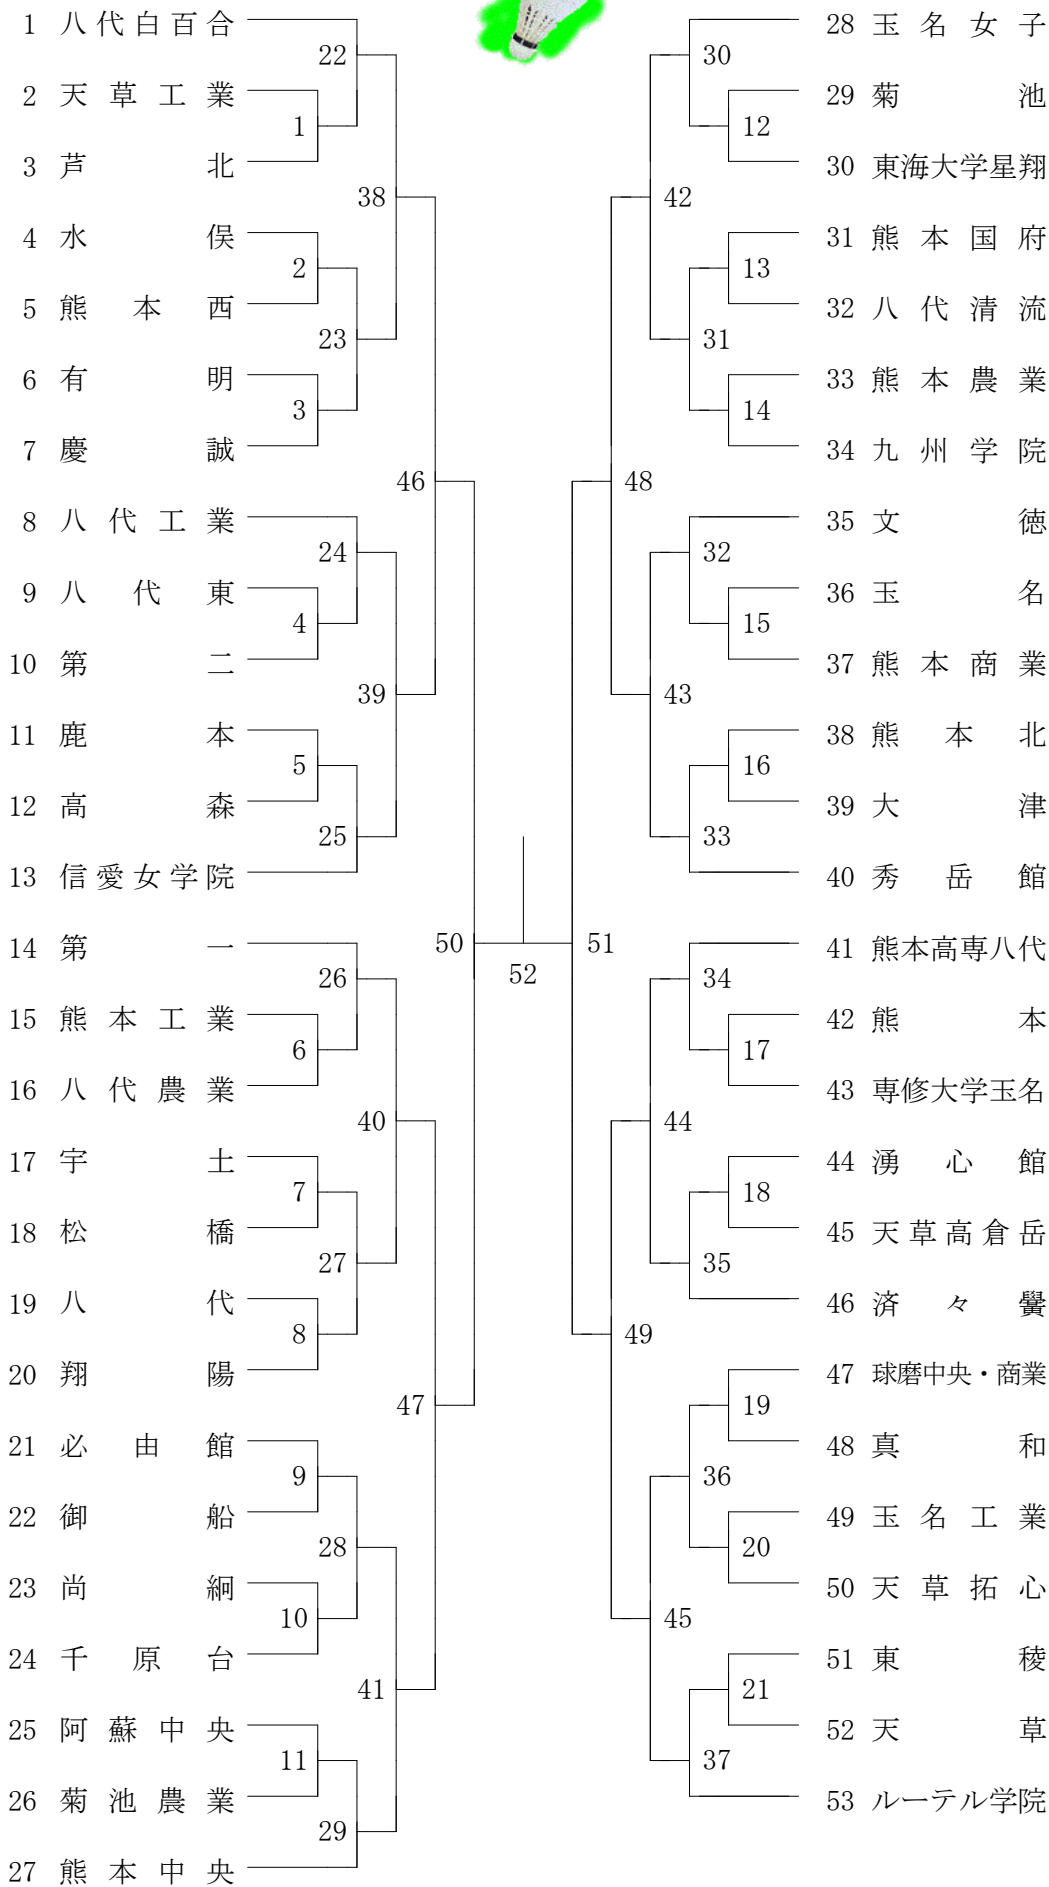 1 八代白百合
22
2 天草工業
1
3 芦北
38
4 水俣
2
5 熊本西
23
6 有明
3
7 慶誠
46
8 八代工業
24
9 八代東
4
10 第二
39
11 鹿本
5
12 高森
25
13 信愛女学院
50
14 第一
26
15 熊本工業
6
16 八代農業
40
17 宇土
7
18 松橋
27
19 八代
8
20 翔陽
47
21 必由館
9
22 御船
28
23 尚絅
10
24 千原台
41
25 阿蘇中央
11
26 菊池農業
29
27 熊本中央
52
28 玉名女子
30
29 菊池
12
30 東海大学星翔
42
31 熊本国府
13
32 八代清流
31
33 熊本農業
14
34 九州学院
48
35 文徳
32
36 玉名
15
37 熊本商業
43
38 熊本北
16
39 大津
33
40 秀岳館
51
41 熊本高専八代
34
42 熊本
17
43 専修大学玉名
44
44 湧心館
18
45 天草高倉岳
35
46 済々黌
49
47 球磨中央・商業
19
48 真和
36
49 玉名工業
20
50 天草拓心
45
51 東稜
21
52 天草
37
53 ルーテル学院